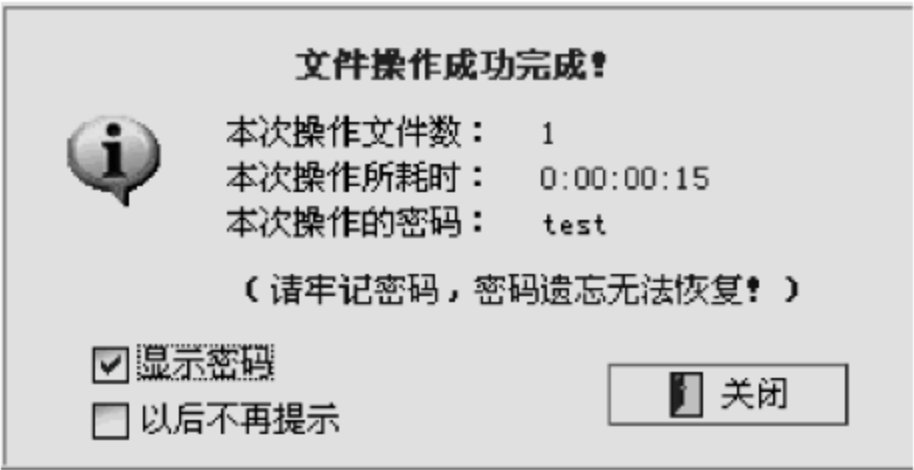 文件操作成功完成!
本次操作文件数: 1
本次操作所耗时: 0:00:00:15
本次操作的密码: test
(请牢记密码,密码遗忘无法恢复!)
显示密码
以后不再提示
关闭